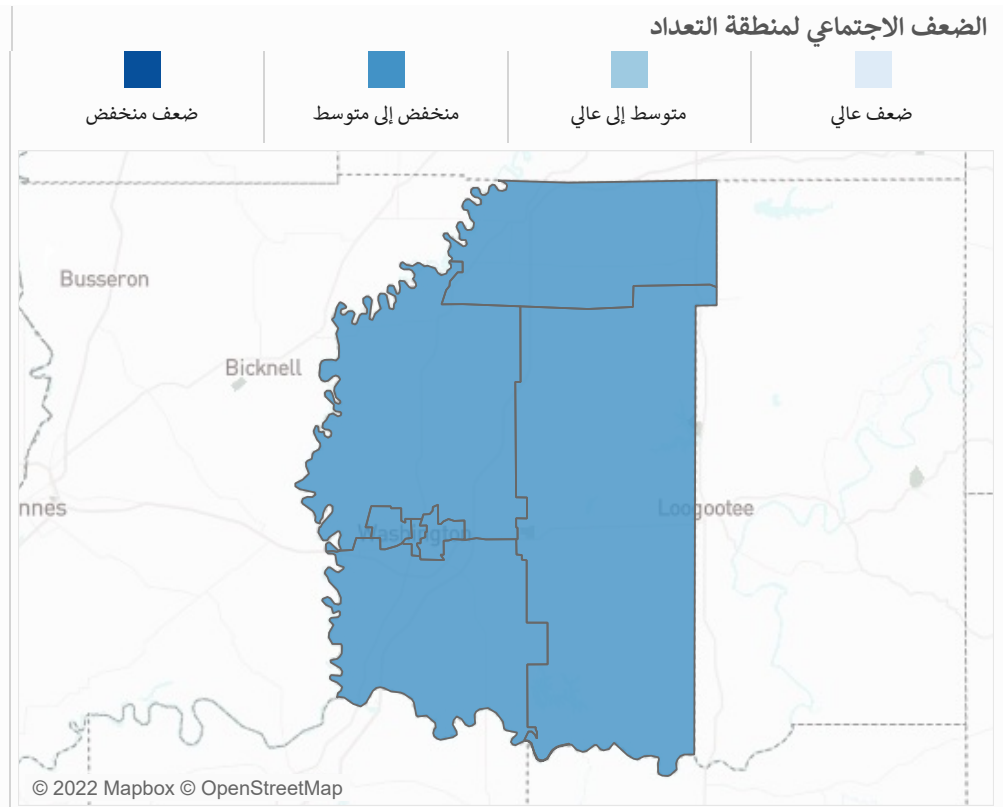 الضعف الاجتماعي لمنطقة التعداد
ضعف عالي
متوسط إلى عالي
منخفض إلى متوسط
ضعف منخفض
Busseron
Bicknell
nnes
Loogootee
Washington
© 2022 Mapbox © OpenStreetMap